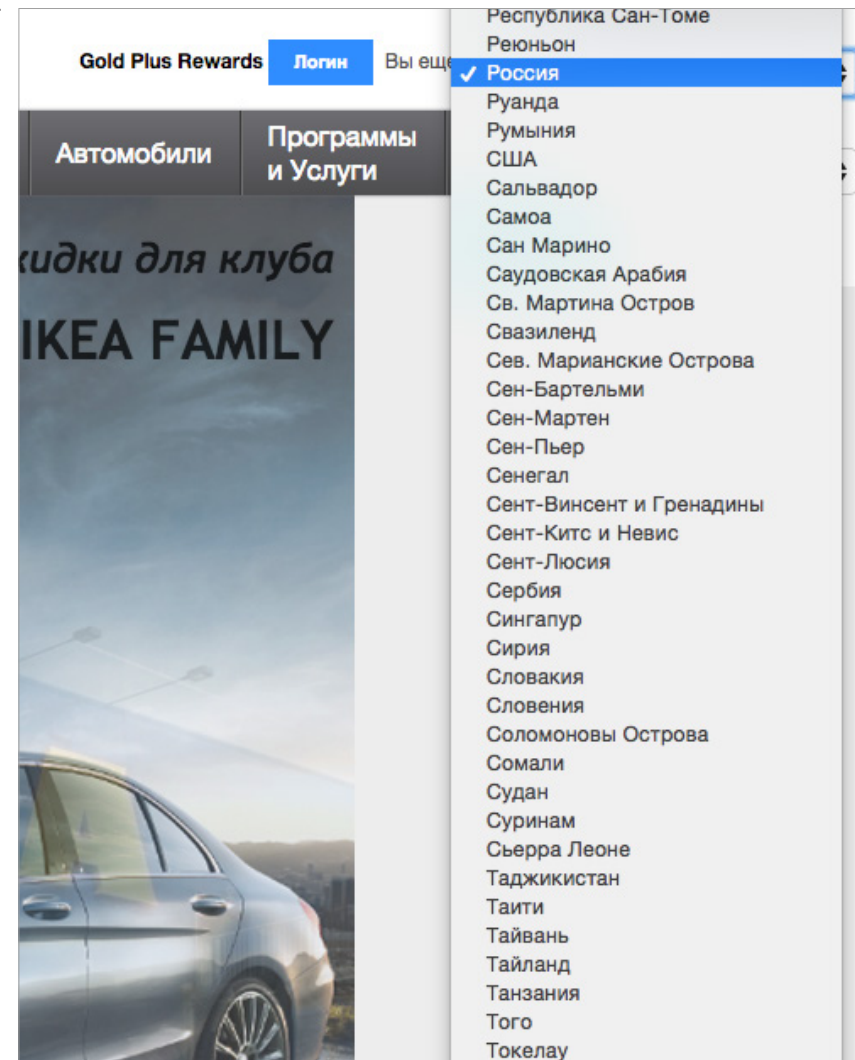 Gold Plus Rewards Логин Вы еще
Автомобили
Программы
и Услуги
кидки для клуба
IKEA FAMILY
Республика Сан-Томе
Реюньон
✓ Россия
Руанда
Румыния
США
Сальвадор
Самоа
Сан Марино
Саудовская Арабия
Св. Мартина Остров
Свазиленд
Сев. Марианские Острова
Сен-Бартельми
Сен-Мартен
Сен-Пьер
Сенегал
Сент-Винсент и Гренадины
Сент-Китс и Невис
Сент-Люсия
Сербия
Сингапур
Сирия
Словакия
Словения
Соломоновы Острова
Сомали
Судан
Суринам
Сьерра Леоне
Таджикистан
Таити
Тайвань
Тайланд
Танзания
Того
Токелау